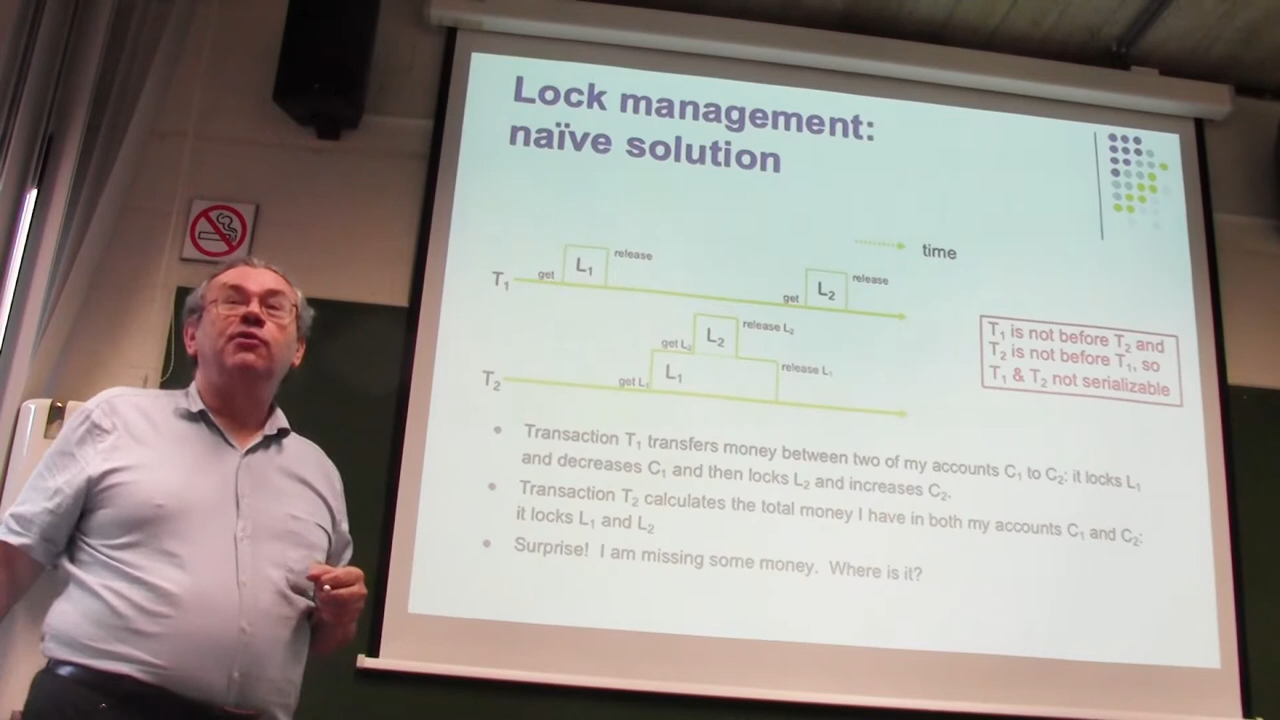 Lock management:
naïve solution
time
T₁
get
L₁
release
get
L₂
release
get L₂
L₂
release L₂
T₂
get L₁
L₁
release L₁
T₁ is not before T₂ and
T₂ is not before T₁, so
T₁ & T₂ not serializable
● Transaction T₁ transfers money between two of my accounts C₁ to C₂: it locks L₁
and decreases C₁ and then locks L₂ and increases C₂.
● Transaction T₂ calculates the total money I have in both my accounts C₁ and C₂:
it locks L₁ and L₂
● Surprise! I am missing some money. Where is it?